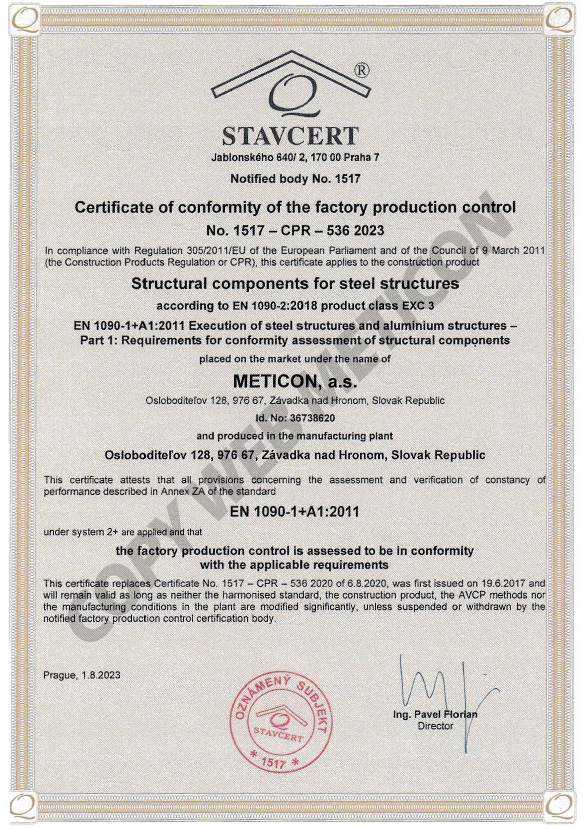 ®
STAVCERT
Jablonského 640/ 2, 170 00 Praha 7
Notified body No. 1517
Certificate of conformity of the factory production control
No. 1517 – CPR – 536 2023
In compliance with Regulation 305/2011/EU of the European Parliament and of the Council of 9 March 2011
(the Construction Products Regulation or CPR), this certificate applies to the construction product
Structural components for steel structures
according to EN 1090-2:2018 product class EXC 3
EN 1090-1+A1:2011 Execution of steel structures and aluminium structures –
Part 1: Requirements for conformity assessment of structural components
placed on the market under the name of
METICON, a.s.
Osloboditeľov 128, 976 67, Závadka nad Hronom, Slovak Republic
Id. No: 36738620
and produced in the manufacturing plant
Osloboditeľov 128, 976 67, Závadka nad Hronom, Slovak Republic
This certificate attests that all provisions concerning the assessment and verification of constancy of
performance described in Annex ZA of the standard
EN 1090-1+A1:2011
under system 2+ are applied and that
the factory production control is assessed to be in conformity
with the applicable requirements
This certificate replaces Certificate No. 1517 – CPR – 536 2020 of 6.8.2020, was first issued on 19.6.2017 and
will remain valid as long as neither the harmonised standard, the construction product, the AVCP methods nor
the manufacturing conditions in the plant are modified significantly, unless suspended or withdrawn by the
notified factory production control certification body.
Prague, 1.8.2023
OZNÁMENÝ SUBJEKT
STAVCERT
* 1517 *
Ing. Pavel Florian
Director
COPY WEB METICON